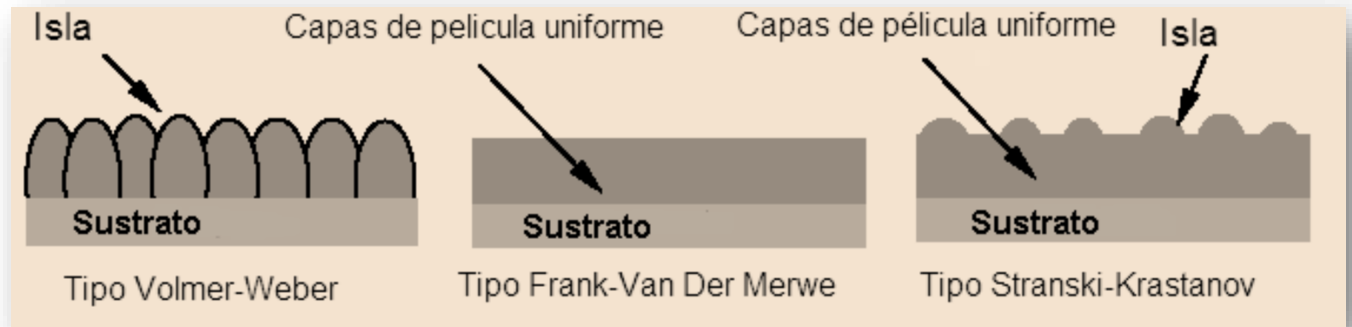 Isla
Capas de pelicula uniforme
Capas de pélicula uniforme
Isla
Sustrato
Sustrato
Sustrato
Tipo Volmer-Weber
Tipo Frank-Van Der Merwe
Tipo Stranski-Krastanov